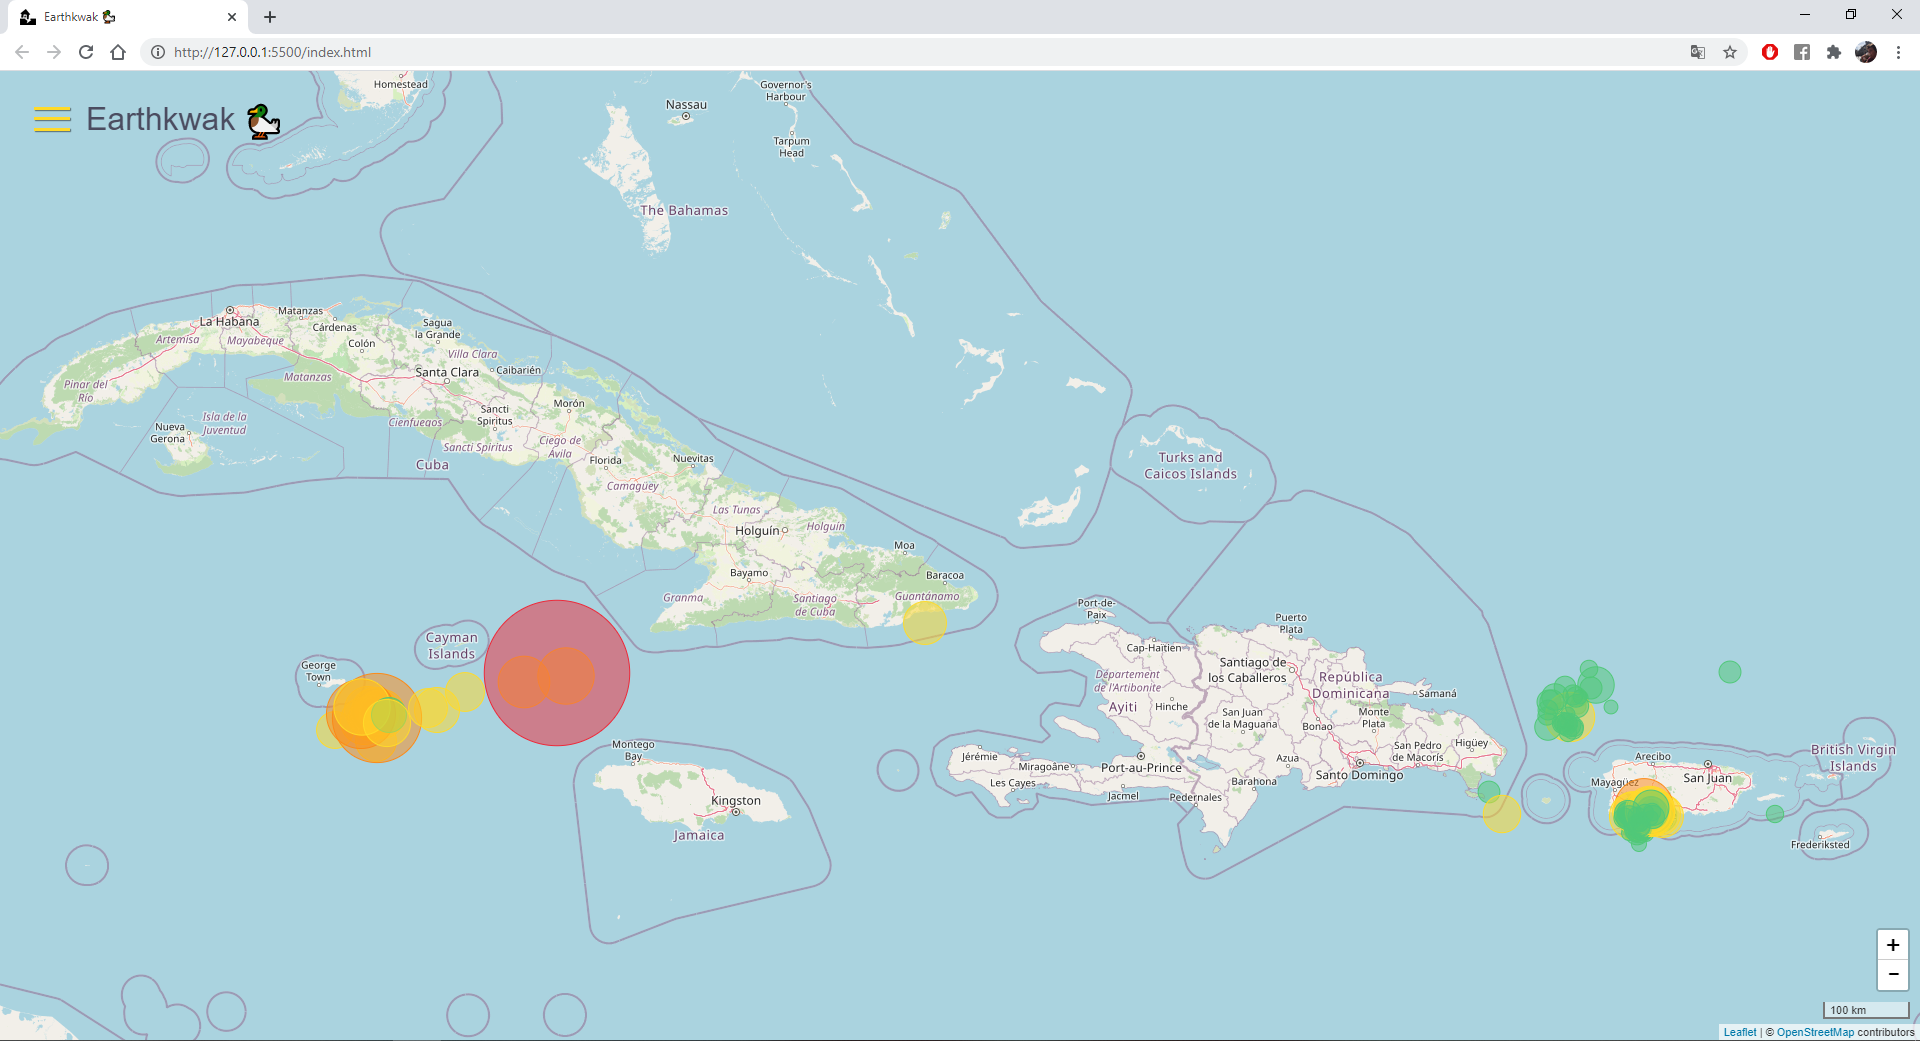 Earthkwak
http://127.0.0.1:5500/index.html
Earthkwak
Homestead
Nassau
Governor's
Harbour
Tarpum
Head
The Bahamas
La Habana
Matanzas
Artemisa
Mayabeque
Cárdenas
Colón
Sagua
la Grande
Villa Clara
Santa Clara
Caibarién
Pinar del
Río
Matanzas
Isla de la
Juventud
Nueva
Gerona
Cienfuegos
Sancti
Spiritus
Morón
Sancti Spiritus
Ciego de
Ávila
Cuba
Florida
Nuevitas
Camagüey
Las Tunas
Holguín
Holguín
Moa
Bayamo
Baracoa
Granma
Santiago
de Cuba
Guantánamo
Turks and
Caicos Islands
Cayman
Islands
George
Town
Montego
Bay
Kingston
Jamaica
Port-de-
Paix
Cap-Haïtien
Département
de l'Artibonite
Ayiti
Hinche
Jérémie
Miragoâne
Les Cayes
Port-au-Prince
Jacmel
Pedernales
Puerto
Plata
Santiago de
los Caballeros
República
Dominicana
Samaná
San Juan
de la Maguana
Monte
Plata
Bonao
San Pedro
de Macorís
Higüey
Azua
Barahona
Santo Domingo
Arecibo
San Juan
Mayagüez
British Virgin
Islands
Frederiksted
+
−
100 km
Leaflet | © OpenStreetMap contributors